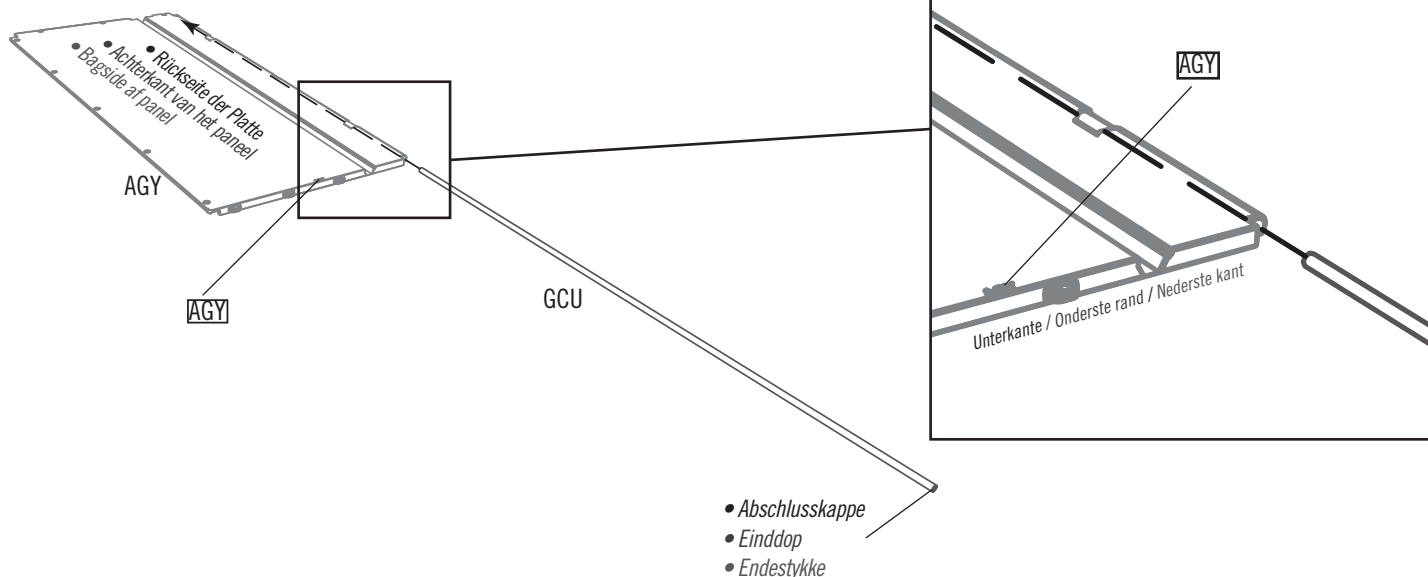 • Rückseite der Platte
• Achterkant van het paneel
• Bagside af panel
AGY
AGY
GCU
AGY
Unterkante / Onderste rand / Nederste kant
• Abschlusskappe
• Einddop
• Endestykke